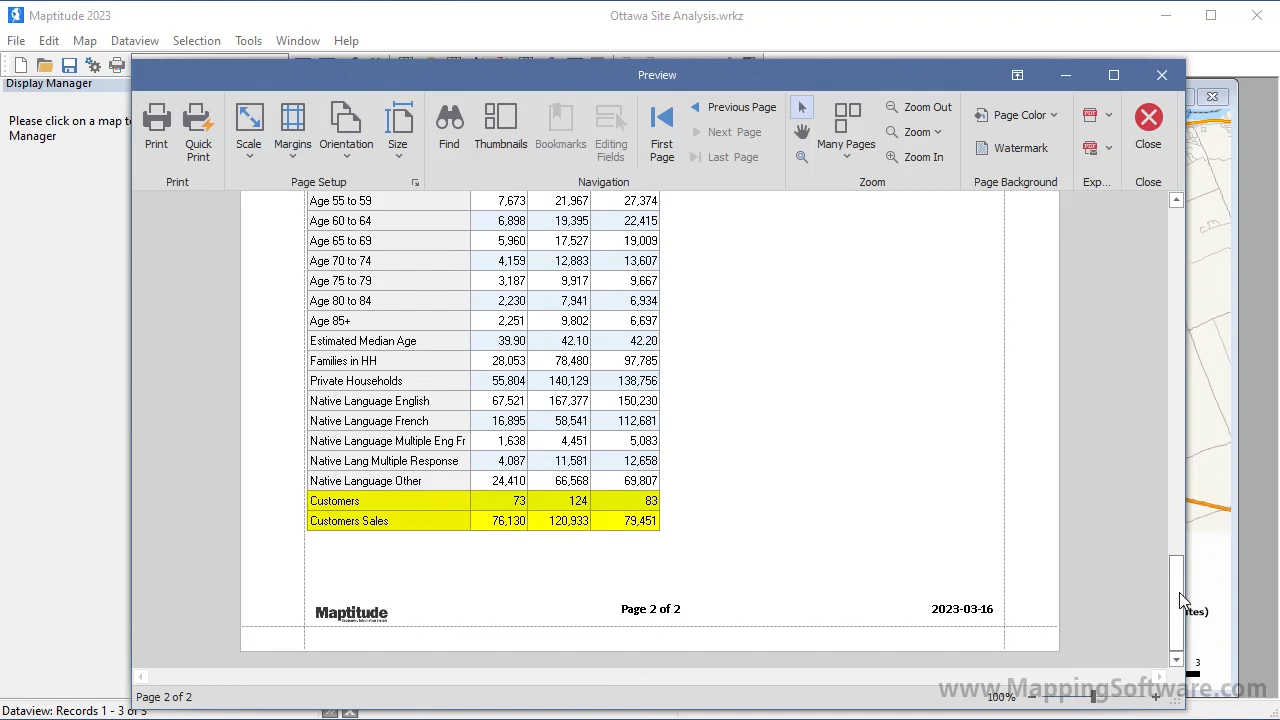 Maptitude 2023
Ottawa Site Analysis.wrkz
File Edit Map Dataview Selection Tools Window Help
Display Manager
Please click on a map t
Manager
Preview
Print
Quick
Print
Scale
Margins
Orientation
Size
Find
Thumbnails
Bookmarks
Editing
Fields
First
Page
Previous Page
Next Page
Last Page
Many Pages
Zoom Out
Zoom
Zoom In
Page Color
Watermark
PDF
PDF
Close
Print
Page Setup
Navigation
Zoom
Page Background
Exp...
Close
Age 55 to 59 7,673 21,967 27,374
Age 60 to 64 6,898 19,395 22,415
Age 65 to 69 5,960 17,527 19,009
Age 70 to 74 4,159 12,883 13,607
Age 75 to 79 3,187 9,917 9,667
Age 80 to 84 2,230 7,941 6,934
Age 85+ 2,251 9,802 6,697
Estimated Median Age 39.90 42.10 42.20
Families in HH 28,053 78,480 97,785
Private Households 55,804 140,129 138,756
Native Language English 67,521 167,377 150,230
Native Language French 16,895 58,541 112,681
Native Language Multiple Eng Fr 1,638 4,451 5,083
Native Lang Multiple Response 4,087 11,581 12,658
Native Language Other 24,410 66,568 69,807
Customers 73 124 83
Customers Sales 76,130 120,933 79,451
Maptitude
Page 2 of 2
2023-03-16
utes)
3
Page 2 of 2
100%
www.MappingSoftware.com
Dataview: Records 1 - 3 of 3